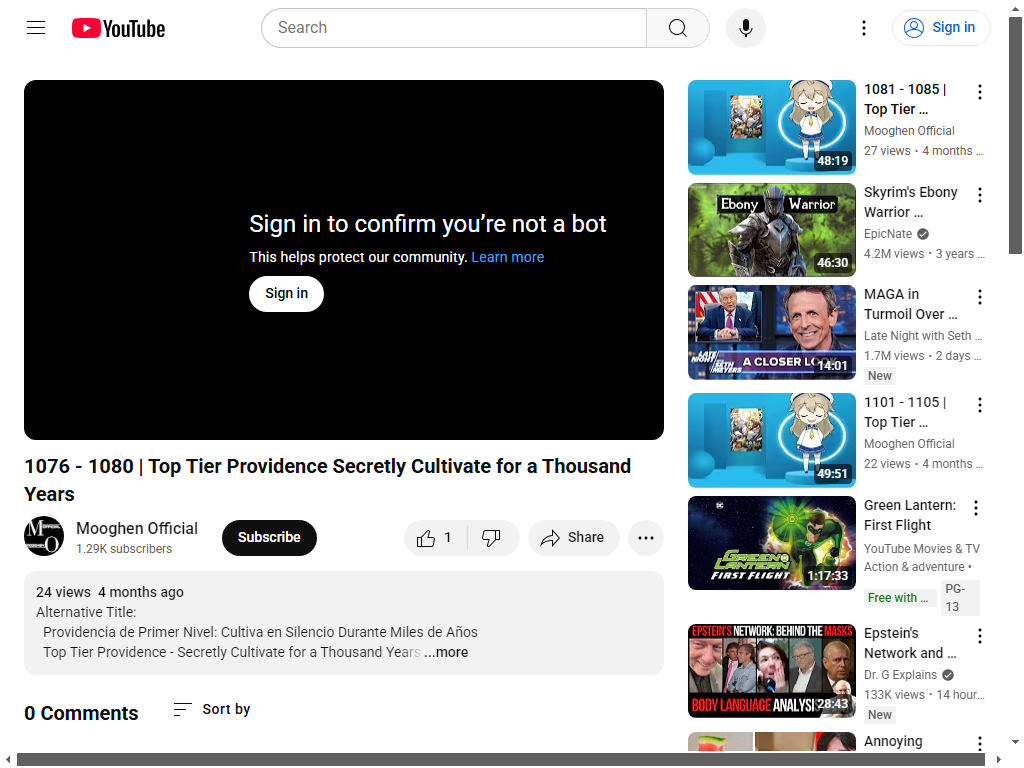 YouTube
Search
Sign in
Sign in to confirm you’re not a bot
This helps protect our community. Learn more
Sign in
1076 - 1080 | Top Tier Providence Secretly Cultivate for a Thousand
Years
Mooghen Official
1.29K subscribers
Subscribe
1
Share
24 views 4 months ago
Alternative Title:
Providencia de Primer Nivel: Cultiva en Silencio Durante Miles de Años
Top Tier Providence - Secretly Cultivate for a Thousand Years ...more
0 Comments
Sort by
48:19
1081 - 1085 |
Top Tier ...
Mooghen Official
27 views • 4 months ...
Ebony Warrior
46:30
Skyrim's Ebony
Warrior ...
EpicNate
4.2M views • 3 years ...
LATE NIGHT SETH MEYERS
A CLOSER LOOK
14:01
MAGA in
Turmoil Over ...
Late Night with Seth ...
1.7M views • 2 days ...
New
49:51
1101 - 1105 |
Top Tier ...
Mooghen Official
22 views • 4 months ...
GREEN LANTERN
FIRST FLIGHT
1:17:33
Green Lantern:
First Flight
YouTube Movies & TV
Action & adventure •
Free with ...
PG-
13
EPSTEIN'S NETWORK: BEHIND THE MASKS
BODY LANGUAGE ANALYSI
28:43
Epstein's
Network and ...
Dr. G Explains
133K views • 14 hour...
New
Annoying